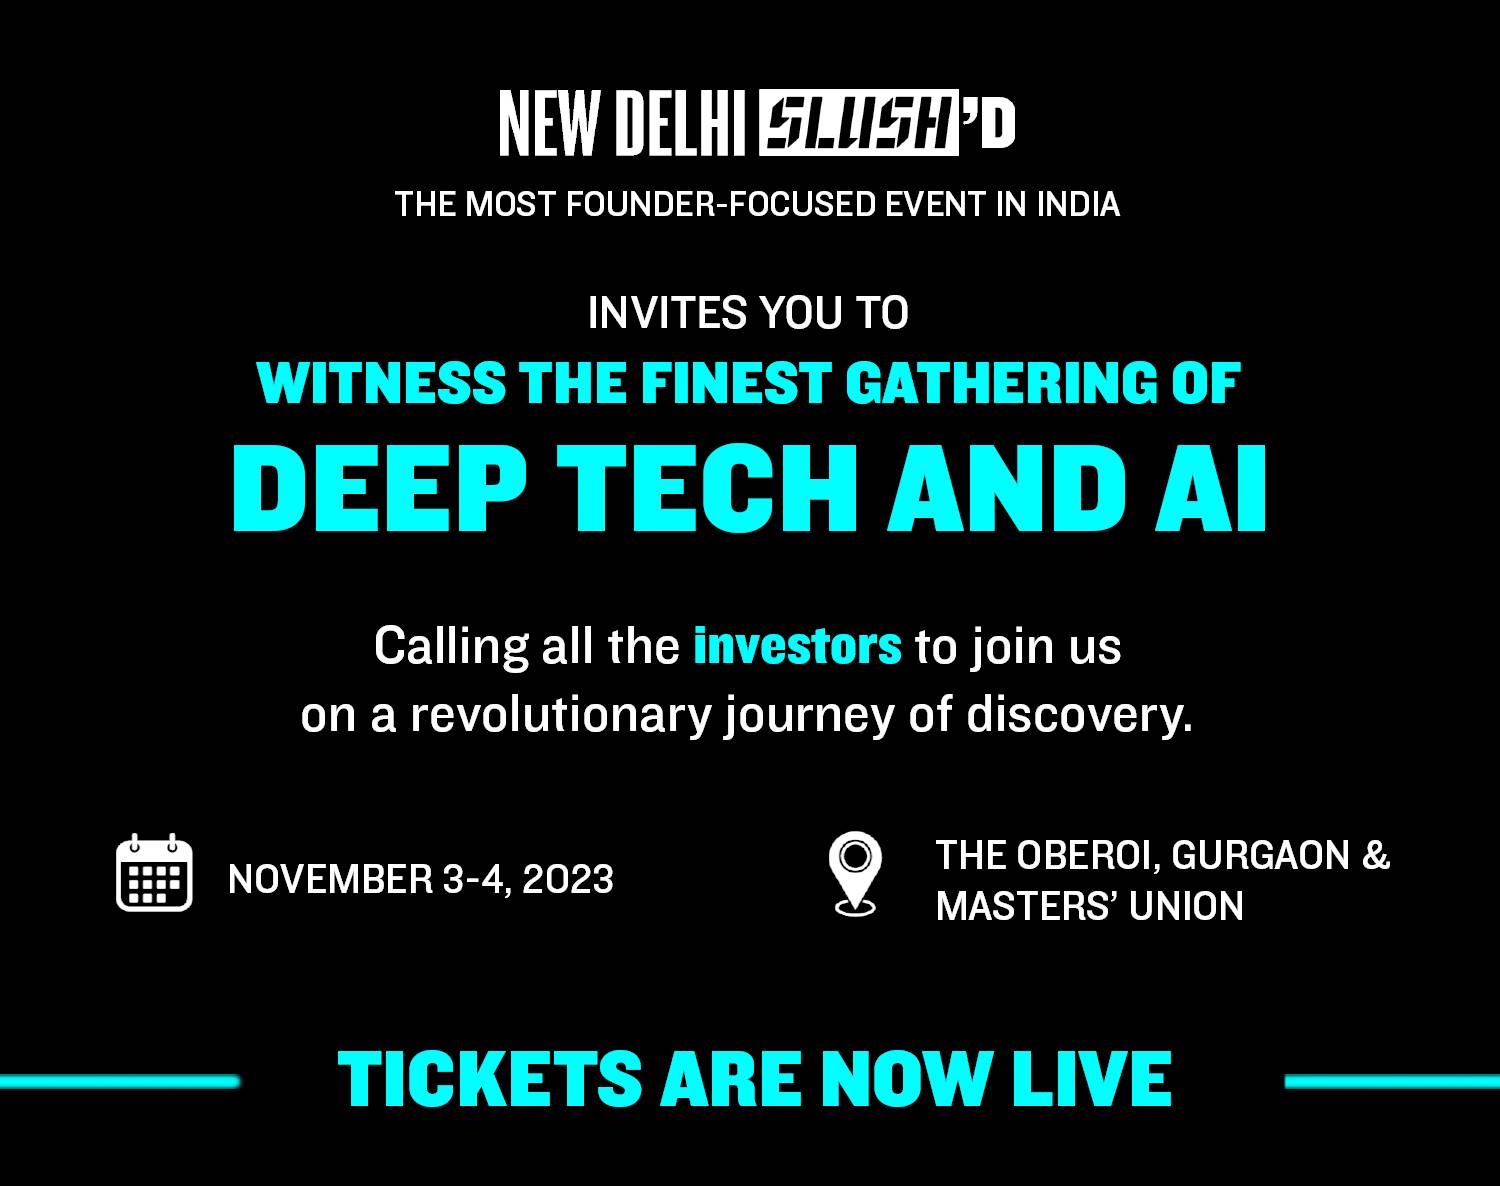 NEW DELHI SLUSH’D
THE MOST FOUNDER-FOCUSED EVENT IN INDIA
INVITES YOU TO
WITNESS THE FINEST GATHERING OF
DEEP TECH AND AI
Calling all the investors to join us
on a revolutionary journey of discovery.
NOVEMBER 3-4, 2023
THE OBEROI, GURGAON &
MASTERS’ UNION
TICKETS ARE NOW LIVE